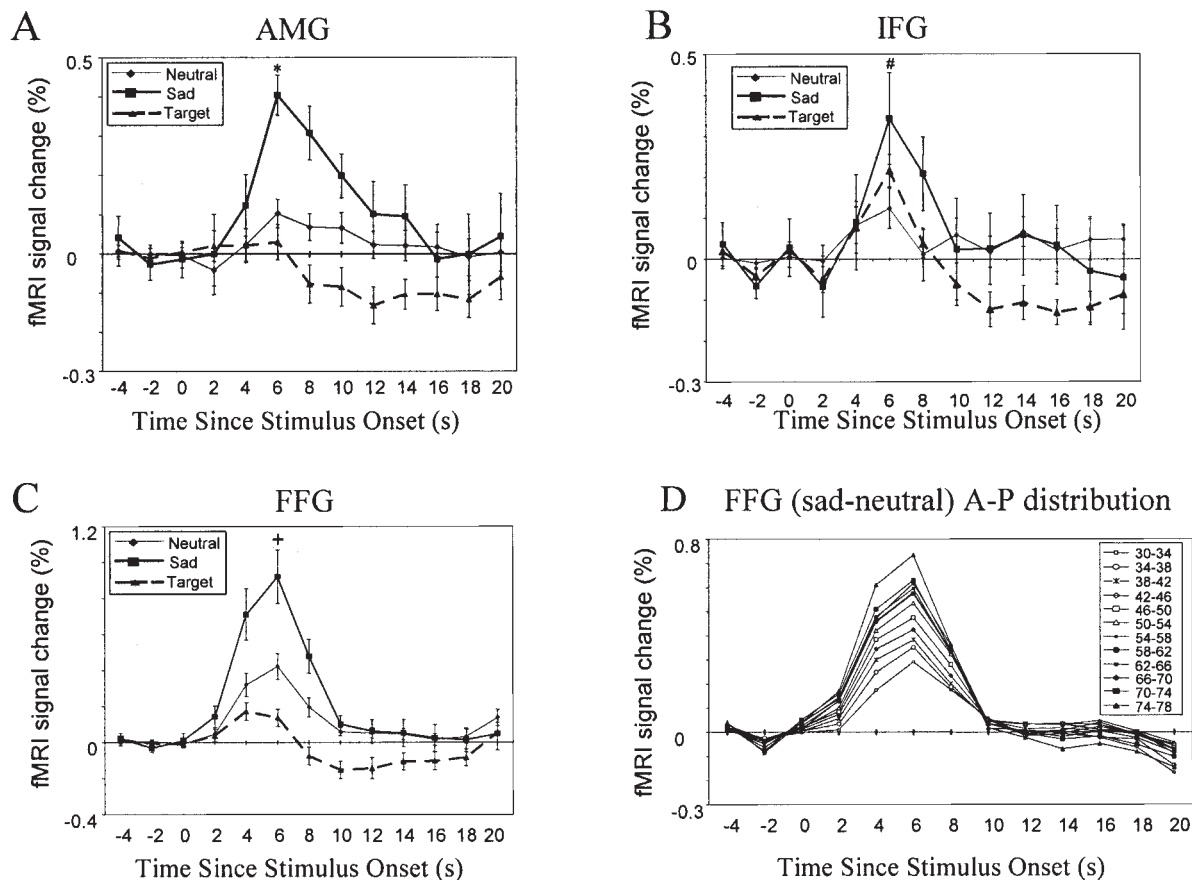 A
AMG
0.5
*
Neutral
Sad
Target
fMRI signal change (%)
0
-0.3
-4 -2 0 2 4 6 8 10 12 14 16 18 20
Time Since Stimulus Onset (s)
B
IFG
0.5
#
Neutral
Sad
Target
fMRI signal change (%)
0
-0.3
-4 -2 0 2 4 6 8 10 12 14 16 18 20
Time Since Stimulus Onset (s)
C
FFG
1.2
+
Neutral
Sad
Target
fMRI signal change (%)
0
-0.4
-4 -2 0 2 4 6 8 10 12 14 16 18 20
Time Since Stimulus Onset (s)
D
FFG (sad-neutral) A-P distribution
0.8
30-34
34-38
38-42
42-46
46-50
50-54
54-58
58-62
62-66
66-70
70-74
74-78
fMRI signal change (%)
0
-0.3
-4 -2 0 2 4 6 8 10 12 14 16 18 20
Time Since Stimulus Onset (s)